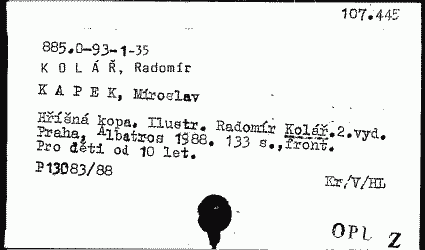 107.445
885.0-93-1-35
K O L Á Ř, Radomír
K A P E K, Miroslav
Hříšná kopa. Ilustr. Radomír Kolář.2.vyd.
Praha, Albatros 1988. 133 s.,front.
Pro děti od 10 let.
P13083/88
Kr/V/HL
OPL Z